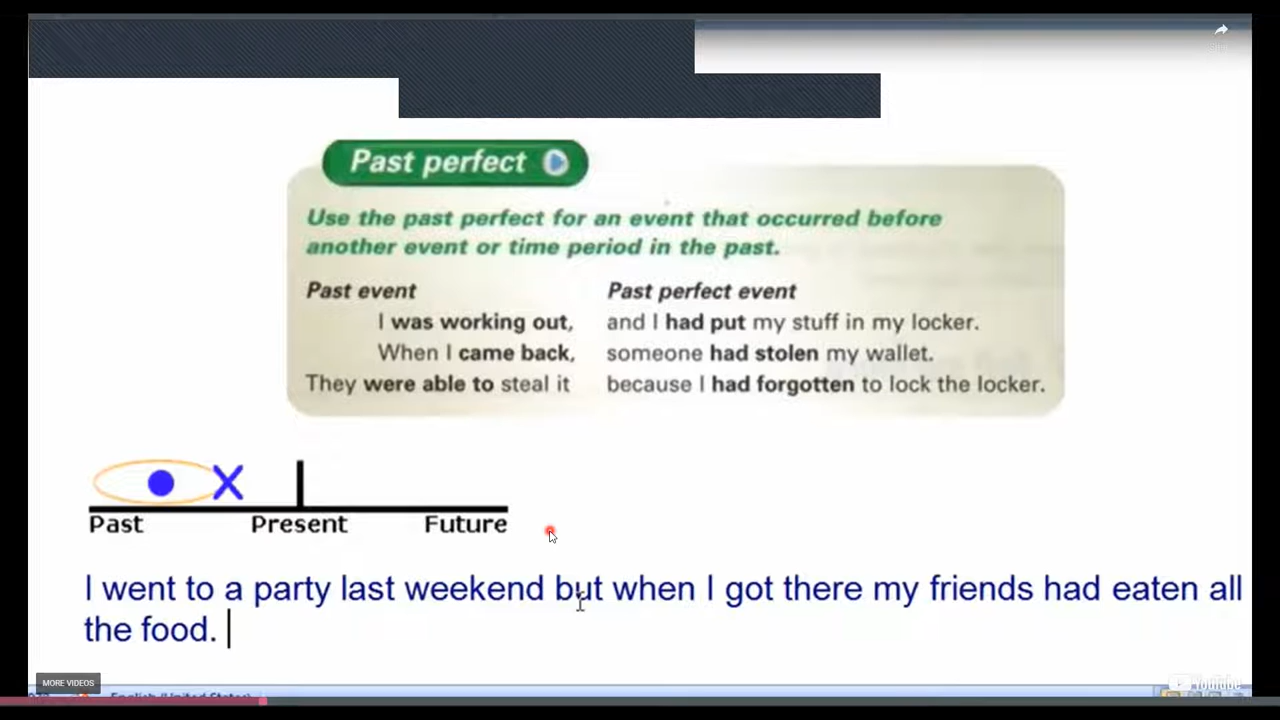 Past perfect
Use the past perfect for an event that occurred before
another event or time period in the past.
Past event Past perfect event
I was working out, and I had put my stuff in my locker.
When I came back, someone had stolen my wallet.
They were able to steal it because I had forgotten to lock the locker.
Past Present Future
I went to a party last weekend but when I got there my friends had eaten all
the food.
MORE VIDEOS
English (United States)
YouTube